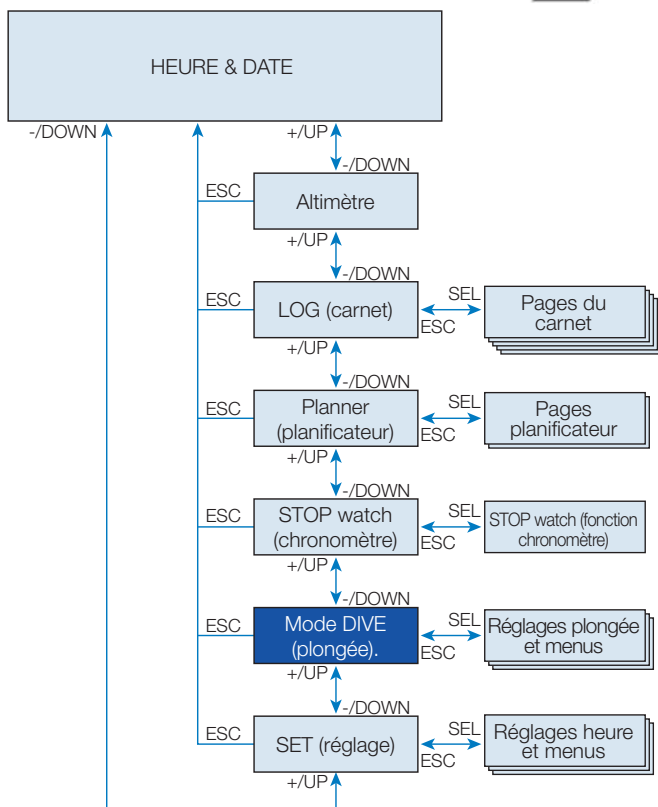 HEURE & DATE
-/DOWN
+/UP
-/DOWN
ESC
Altimètre
+/UP
-/DOWN
ESC
LOG (carnet)
SEL
ESC
Pages du
carnet
+/UP
-/DOWN
ESC
Planner
(planificateur)
SEL
ESC
Pages
planificateur
+/UP
-/DOWN
ESC
STOP watch
(chronomètre)
SEL
ESC
STOP watch (fonction
chronomètre)
+/UP
-/DOWN
ESC
Mode DIVE
(plongée).
SEL
ESC
Réglages plongée
et menus
+/UP
-/DOWN
ESC
SET (réglage)
SEL
ESC
Réglages heure
et menus
+/UP